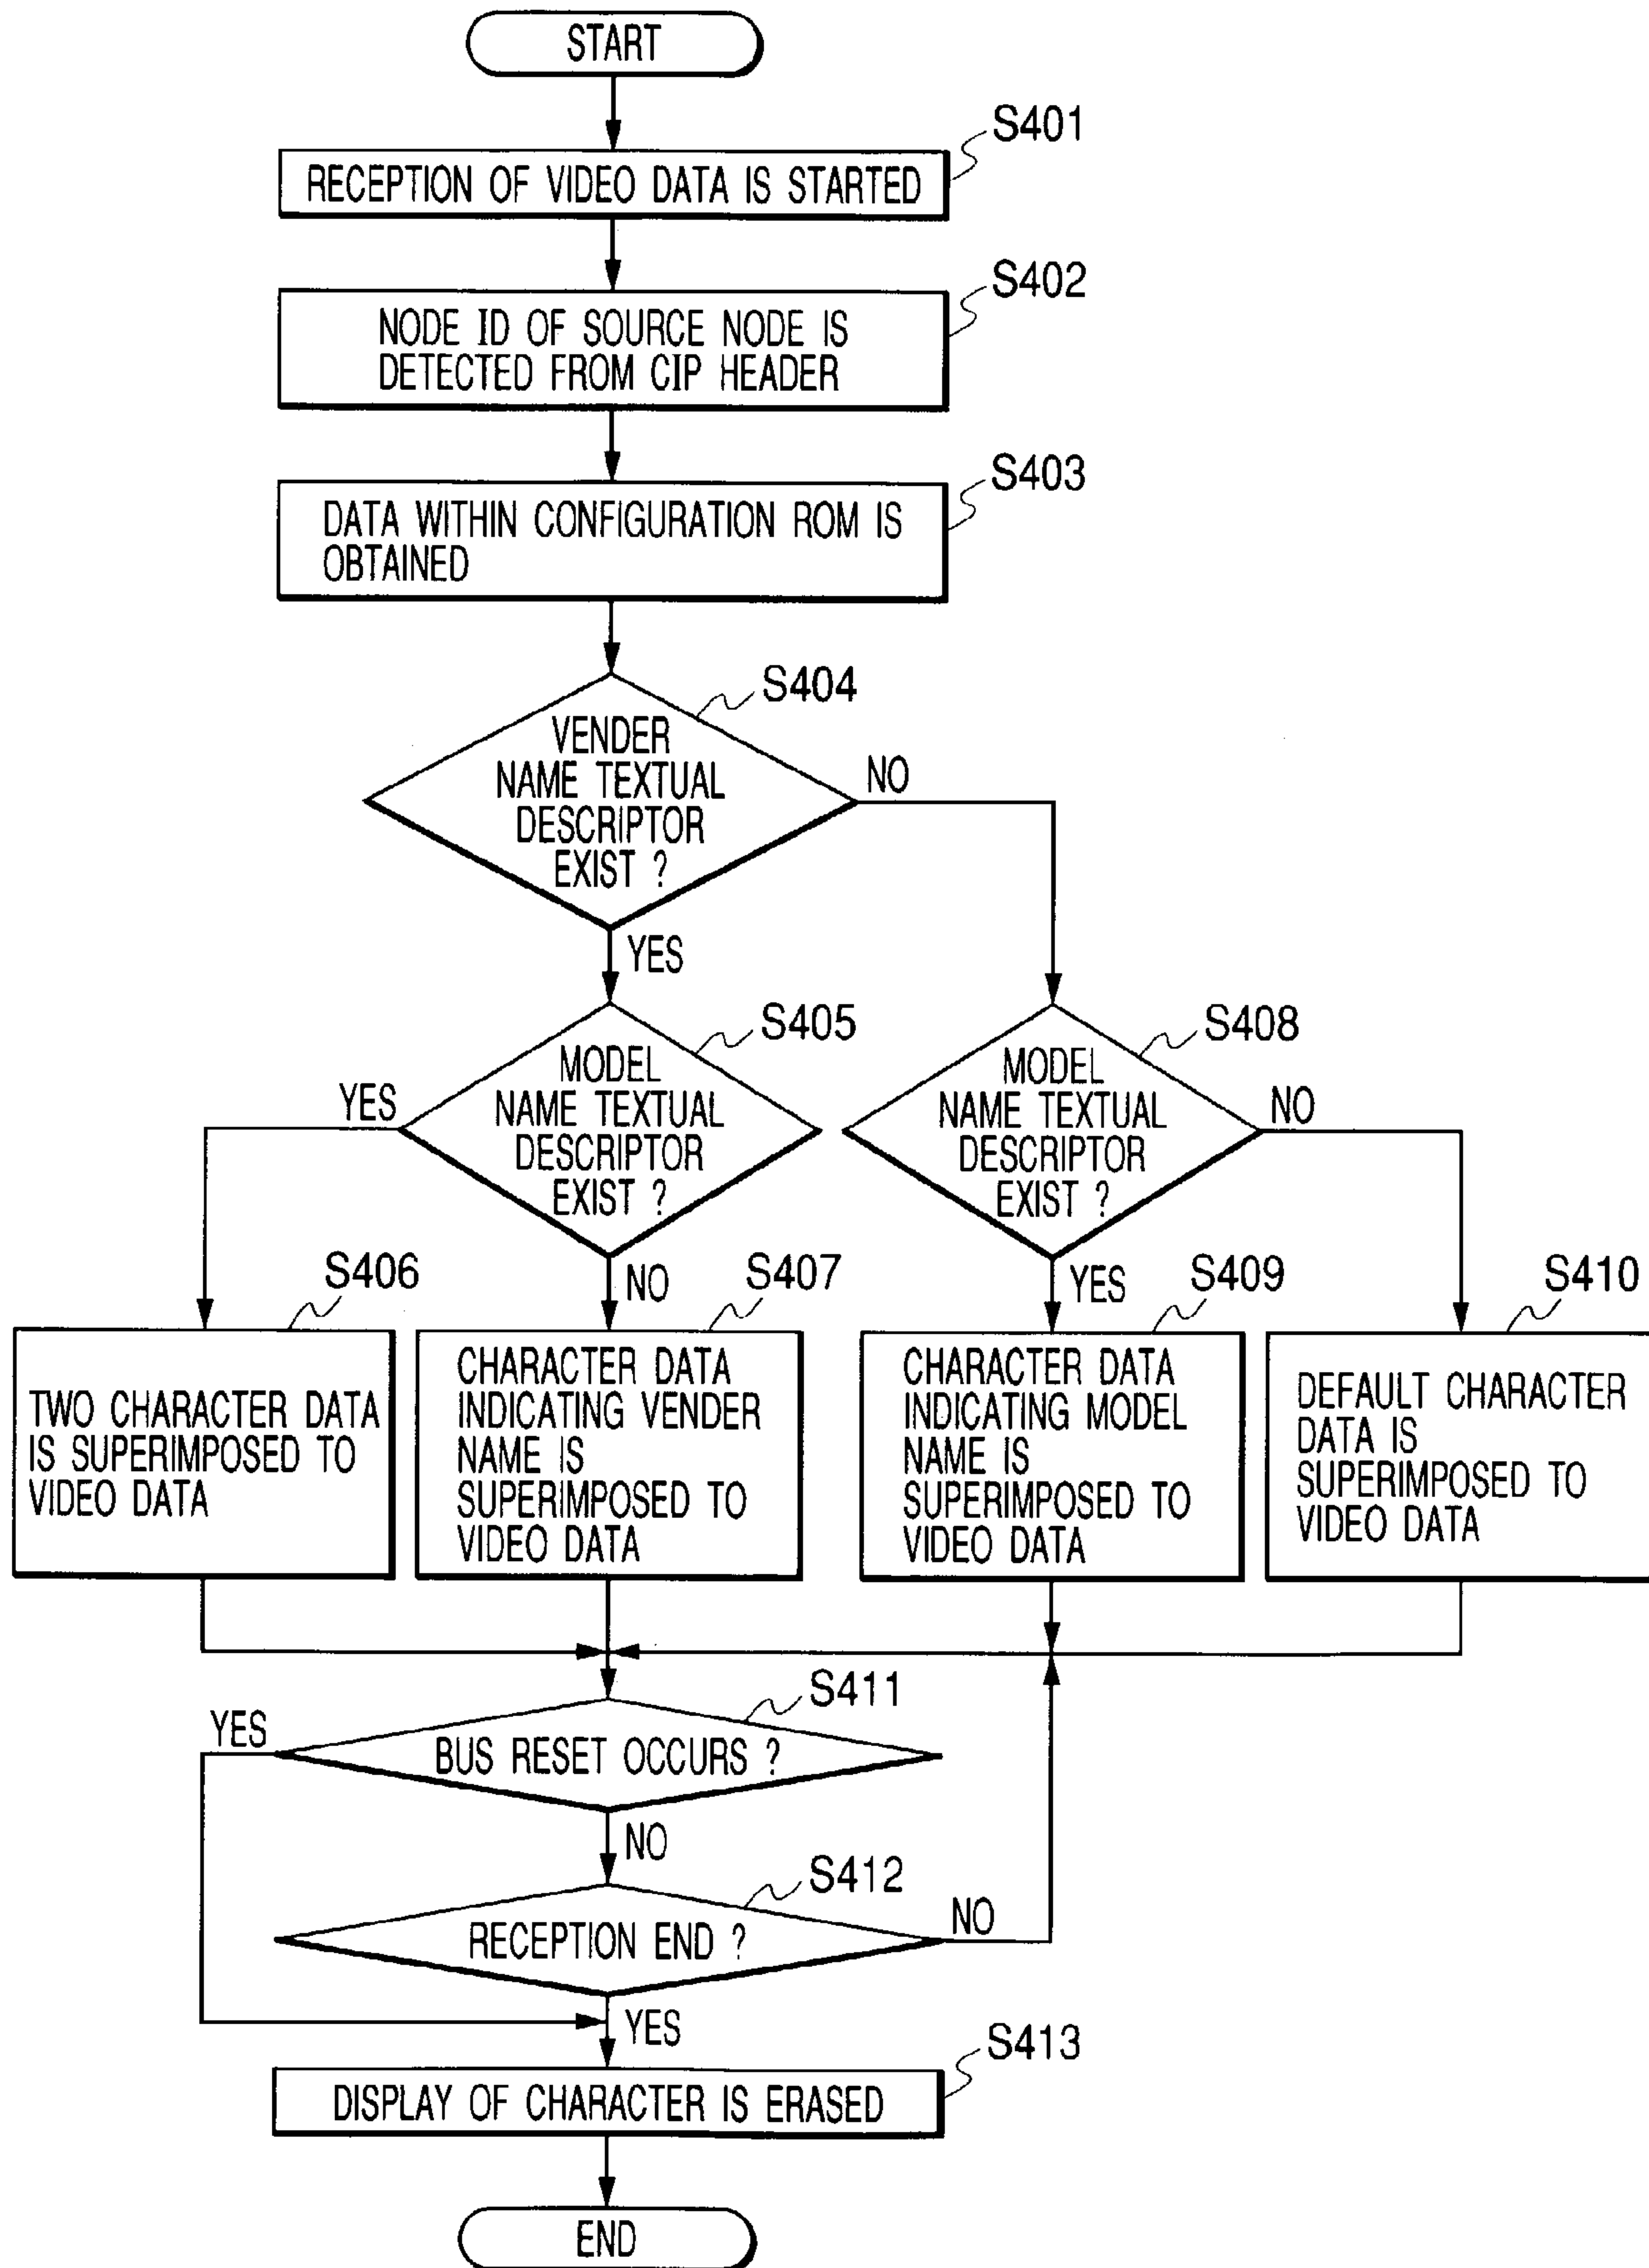 START
S401
RECEPTION OF VIDEO DATA IS STARTED
S402
NODE ID OF SOURCE NODE IS
DETECTED FROM CIP HEADER
S403
DATA WITHIN CONFIGURATION ROM IS
OBTAINED
S404
VENDER
NAME TEXTUAL
DESCRIPTOR
EXIST ?
NO
YES
S405
MODEL
NAME TEXTUAL
DESCRIPTOR
EXIST ?
YES
NO
S408
MODEL
NAME TEXTUAL
DESCRIPTOR
EXIST ?
NO
YES
S406
TWO CHARACTER DATA
IS SUPERIMPOSED TO
VIDEO DATA
S407
CHARACTER DATA
INDICATING VENDER
NAME IS
SUPERIMPOSED TO
VIDEO DATA
S409
CHARACTER DATA
INDICATING MODEL
NAME IS
SUPERIMPOSED TO
VIDEO DATA
S410
DEFAULT CHARACTER
DATA IS
SUPERIMPOSED TO
VIDEO DATA
S411
YES
BUS RESET OCCURS ?
NO
S412
RECEPTION END ?
NO
YES
S413
DISPLAY OF CHARACTER IS ERASED
END